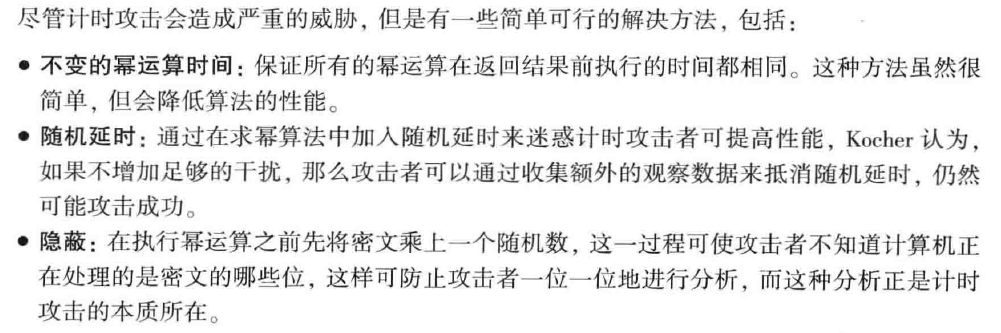 尽管计时攻击会造成严重的威胁，但是有一些简单可行的解决方法，包括：
● 不变的幂运算时间：保证所有的幂运算在返回结果前执行的时间都相同。这种方法虽然很
简单，但会降低算法的性能。
● 随机延时：通过在求幂算法中加入随机延时来迷惑计时攻击者可提高性能，Kocher 认为，
如果不增加足够的干扰，那么攻击者可以通过收集额外的观察数据来抵消随机延时，仍然
可能攻击成功。
● 隐蔽：在执行幂运算之前先将密文乘上一个随机数，这一过程可使攻击者不知道计算机正
在处理的是密文的哪些位，这样可防止攻击者一位一位地进行分析，而这种分析正是计时
攻击的本质所在。